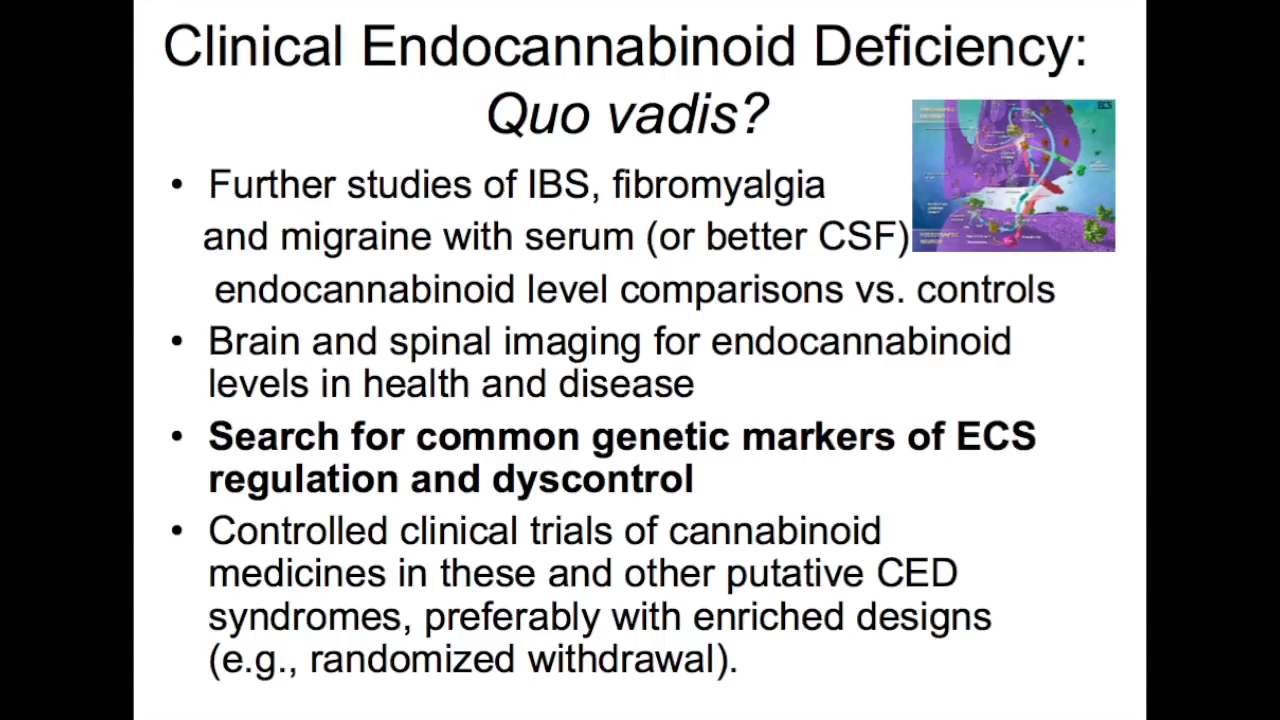 Clinical Endocannabinoid Deficiency:
Quo vadis?
ECS
• Further studies of IBS, fibromyalgia
and migraine with serum (or better CSF)
endocannabinoid level comparisons vs. controls
• Brain and spinal imaging for endocannabinoid
levels in health and disease
• Search for common genetic markers of ECS
regulation and dyscontrol
• Controlled clinical trials of cannabinoid
medicines in these and other putative CED
syndromes, preferably with enriched designs
(e.g., randomized withdrawal).